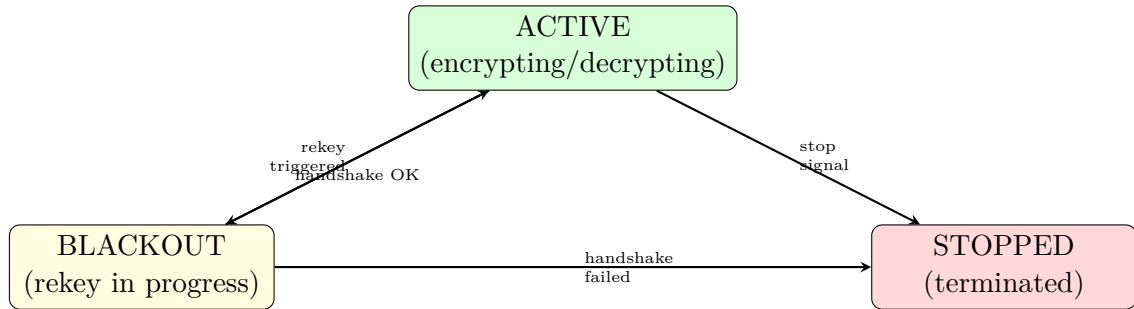 ACTIVE
(encrypting/decrypting)
rekey
triggered
handshake OK
stop
signal
BLACKOUT
(rekey in progress)
handshake
failed
STOPPED
(terminated)